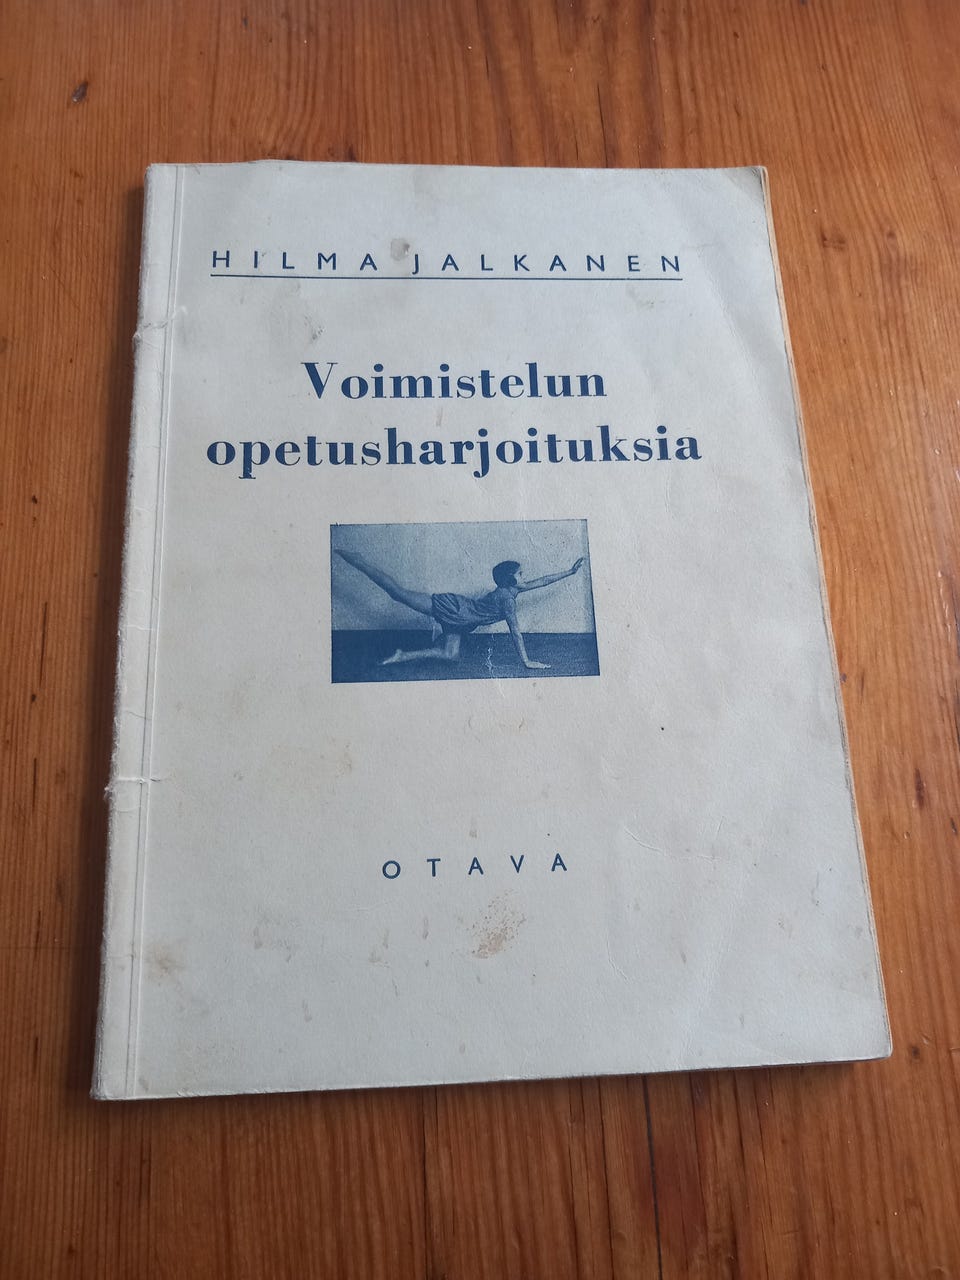 HILMA JALKANEN
Voimistelun
opetusharjoituksia
OTAVA